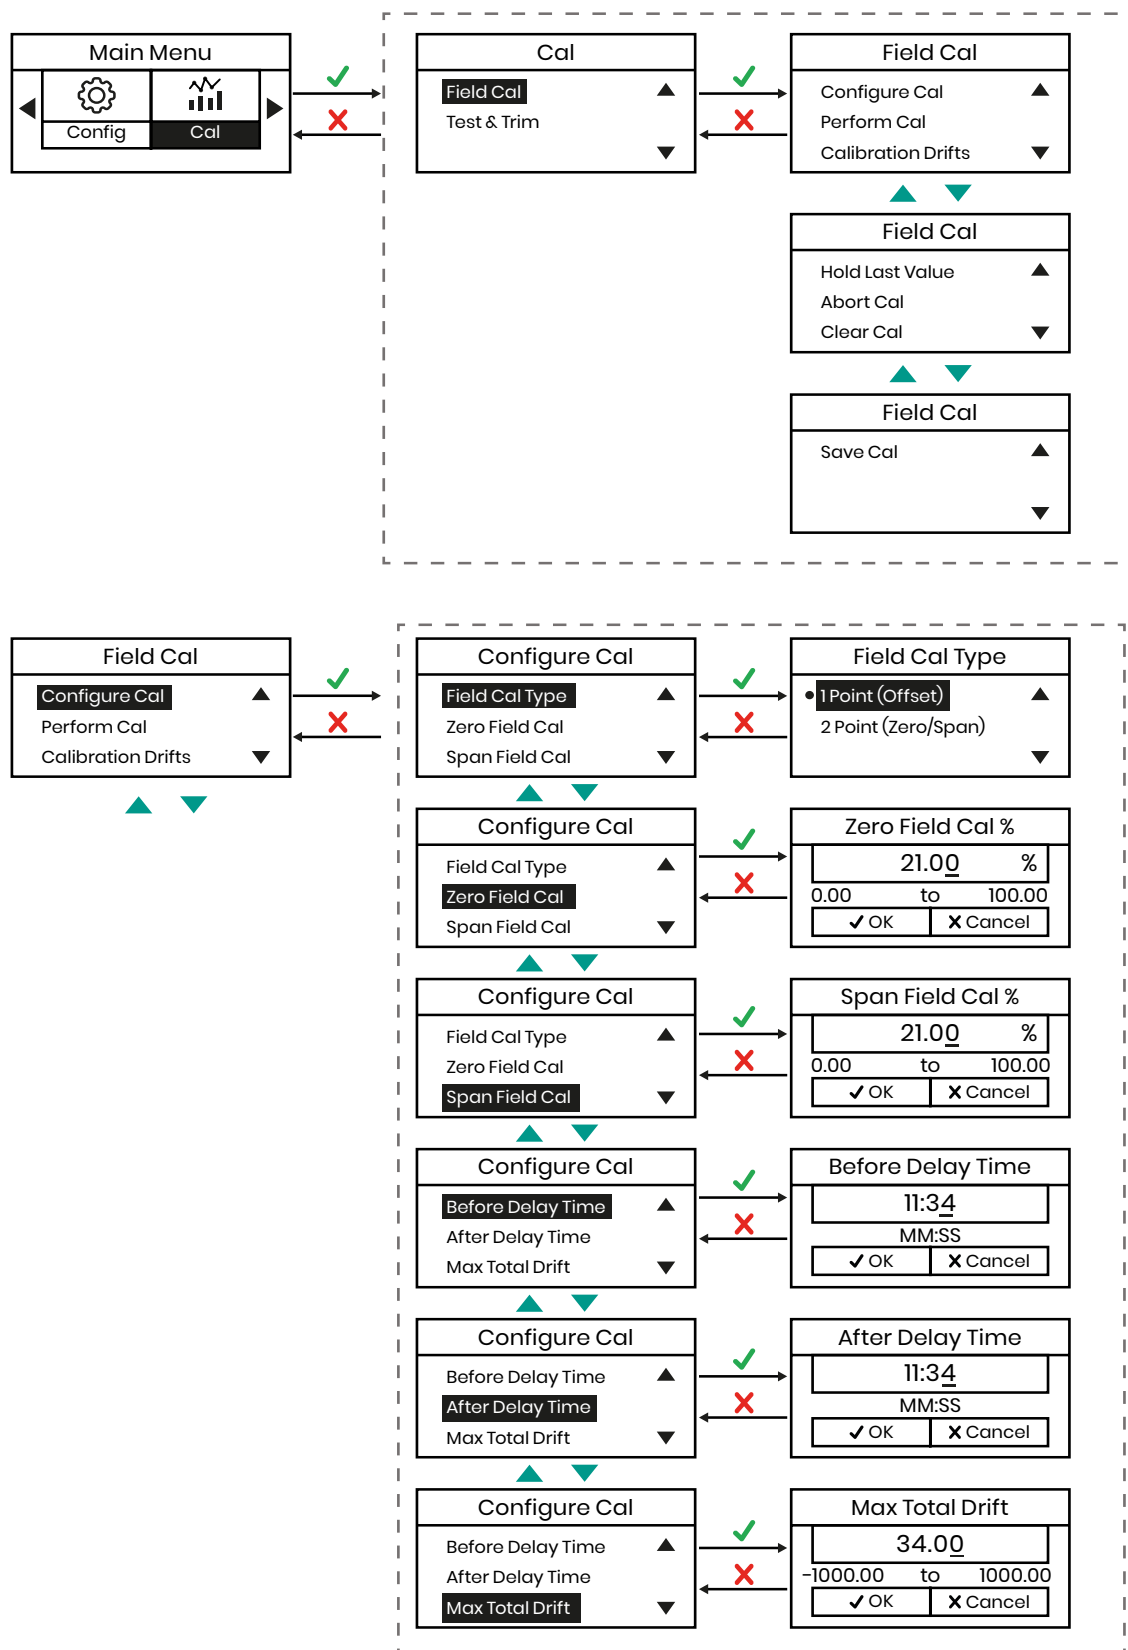 Main Menu
Config
Cal
Cal
Field Cal
Test & Trim
Field Cal
Configure Cal
Perform Cal
Calibration Drifts
Field Cal
Hold Last Value
Abort Cal
Clear Cal
Field Cal
Save Cal
Field Cal
Configure Cal
Perform Cal
Calibration Drifts
Configure Cal
Field Cal Type
Zero Field Cal
Span Field Cal
Field Cal Type
1 Point (Offset)
2 Point (Zero/Span)
Configure Cal
Field Cal Type
Zero Field Cal
Span Field Cal
Zero Field Cal %
21.00 %
0.00 to 100.00
OK Cancel
Configure Cal
Field Cal Type
Zero Field Cal
Span Field Cal
Span Field Cal %
21.00 %
0.00 to 100.00
OK Cancel
Configure Cal
Before Delay Time
After Delay Time
Max Total Drift
Before Delay Time
11:34
MM:SS
OK Cancel
Configure Cal
Before Delay Time
After Delay Time
Max Total Drift
After Delay Time
11:34
MM:SS
OK Cancel
Configure Cal
Before Delay Time
After Delay Time
Max Total Drift
Max Total Drift
34.00
-1000.00 to 1000.00
OK Cancel